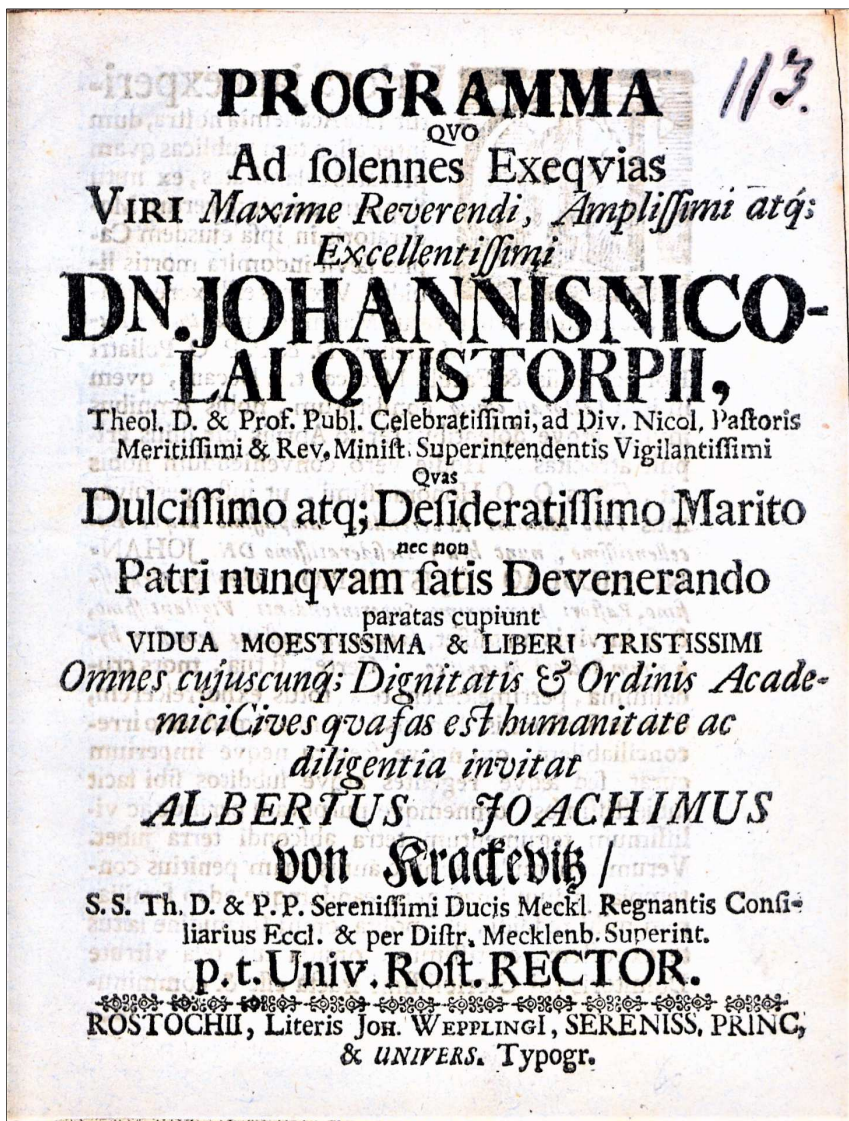 113.
PROGRAMMA
QVO
Ad ſolennes Exeqvias
VIRI Maxime Reverendi, Ampliſſimi atq́;
Excellentiſſimi
DN. JOHANNIS NICO-
LAI QVISTORPII,
Theol. D. & Prof. Publ. Celebratiſſimi, ad Div. Nicol. Paſtoris
Meritiſſimi & Rev. Miniſt. Superintendentis Vigilantiſſimi
Qvas
Dulciſſimo atq; Deſideratiſſimo Marito
nec non
Patri nunqvam ſatis Devenerando
paratas cupiunt
VIDUA MOESTISSIMA & LIBERI TRISTISSIMI
Omnes cujuscunq́; Dignitatis & Ordinis Acade-
mici Cives qva fas eſt humanitate ac
diligentia invitat
ALBERTUS JOACHIMUS
von Krackevitz /
S. S. Th. D. & P. P. Sereniſſimi Ducis Meckl. Regnantis Conſi-
liarius Eccl. & per Diſtr. Mecklenb. Superint.
p. t. Univ. Roſt. RECTOR.
ROSTOCHII, Literis JOH. WEPPLINGI, SERENISS. PRINC,
& UNIVERS. Typogr.